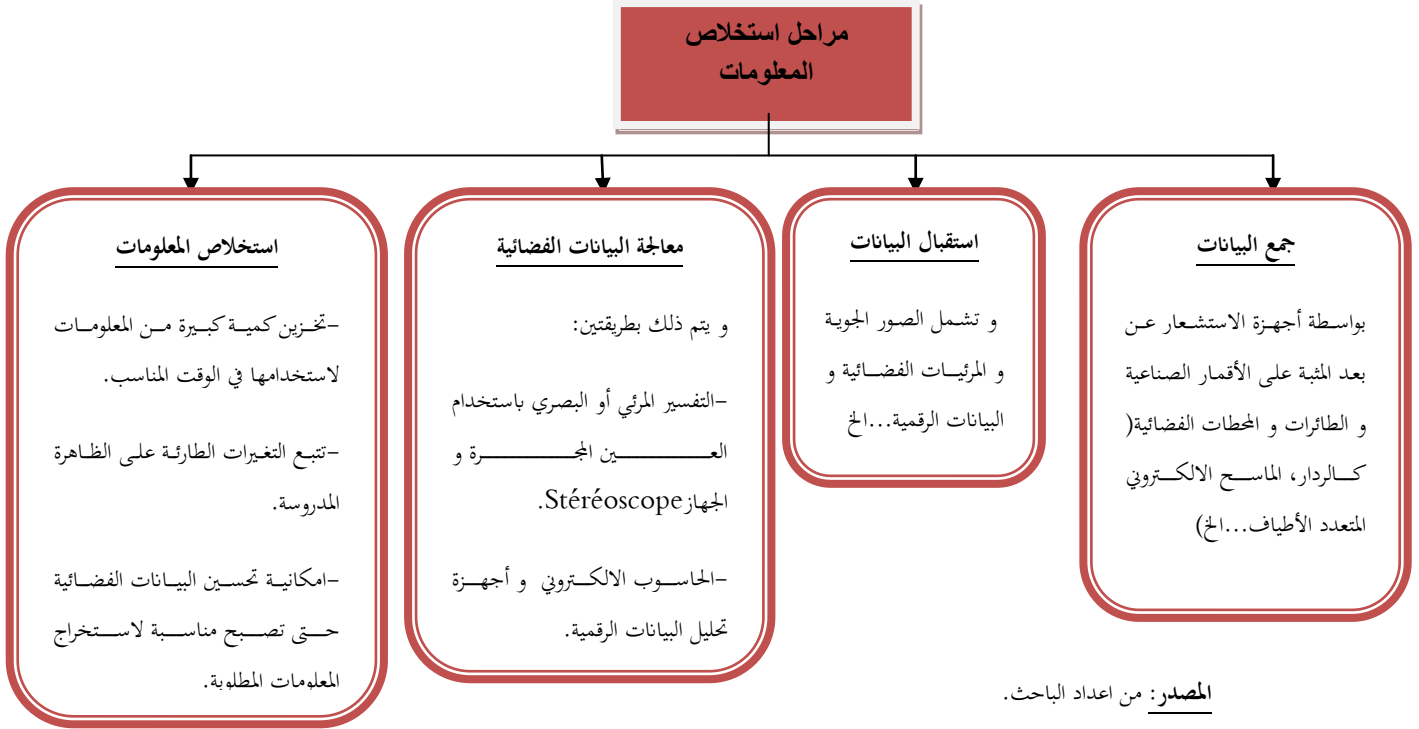 مراحل استخلاص
المعلومات
جمع البيانات
بواسطة أجهزة الاستشعار عن
بعد المثبة على الأقمار الصناعية
و الطائرات و المحطات الفضائية(
كالردار، الماسح الالكتروني
المتعدد الأطياف...الخ)
استقبال البيانات
و تشمل الصور الجوية
و المرئيات الفضائية و
البيانات الرقمية...الخ
معالجة البيانات الفضائية
و يتم ذلك بطريقتين:
-التفسير المرئي أو البصري باستخدام
العين المجرة و
الجهاز Stéréoscope.
-الحاسوب الالكتروني و أجهزة
تحليل البيانات الرقمية.
استخلاص المعلومات
-تخزين كمية كبيرة من المعلومات
لاستخدامها في الوقت المناسب.
-تتبع التغيرات الطارئة على الظاهرة
المدروسة.
-امكانية تحسين البيانات الفضائية
حتى تصبح مناسبة لاستخراج
المعلومات المطلوبة.
المصدر: من اعداد الباحث.